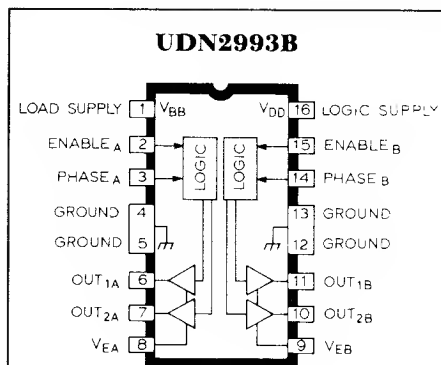 UDN2993B
LOAD SUPPLY 1 VBB VDD 16 LOGIC SUPPLY
ENABLEA 2 15 ENABLEB
PHASEA 3 14 PHASEB
LOGIC LOGIC
GROUND 4 13 GROUND
GROUND 5 12 GROUND
OUT1A 6 11 OUT1B
OUT2A 7 10 OUT2B
VEA 8 9 VEB